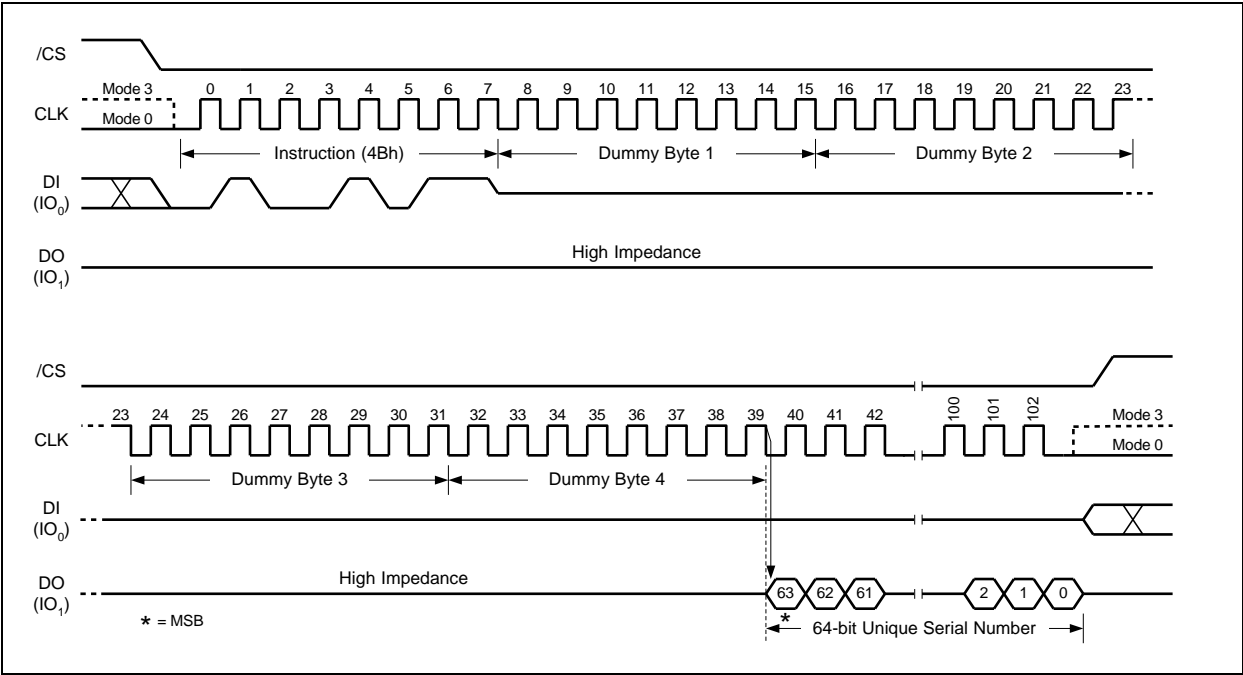 /CS
Mode 3
0 1 2 3 4 5 6 7 8 9 10 11 12 13 14 15 16 17 18 19 20 21 22 23
CLK
Mode 0
Instruction (4Bh)
Dummy Byte 1
Dummy Byte 2
DI
(IO0)
High Impedance
DO
(IO1)
/CS
23 24 25 26 27 28 29 30 31 32 33 34 35 36 37 38 39 40 41 42 100 101 102
Mode 3
CLK
Mode 0
Dummy Byte 3
Dummy Byte 4
DI
(IO0)
High Impedance
DO
(IO1)
63 62 61 2 1 0
* = MSB
*
64-bit Unique Serial Number